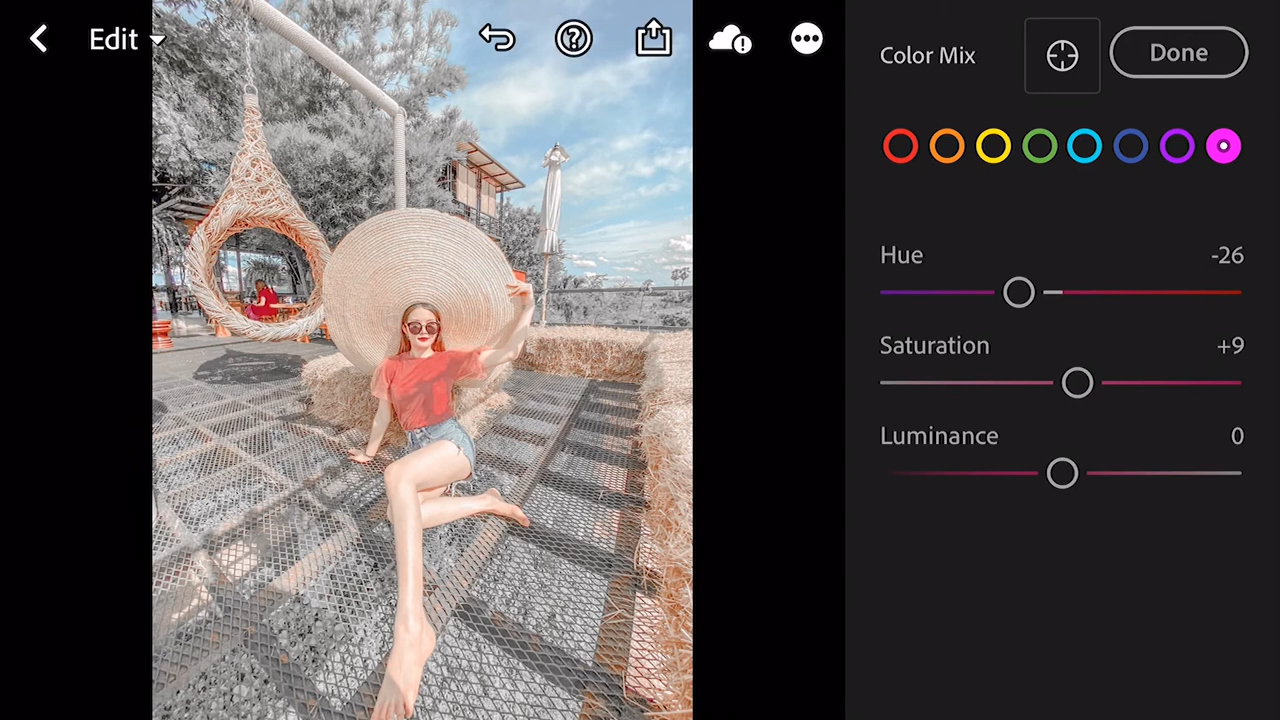 Edit
Color Mix
Done
Hue
-26
Saturation
+9
Luminance
0